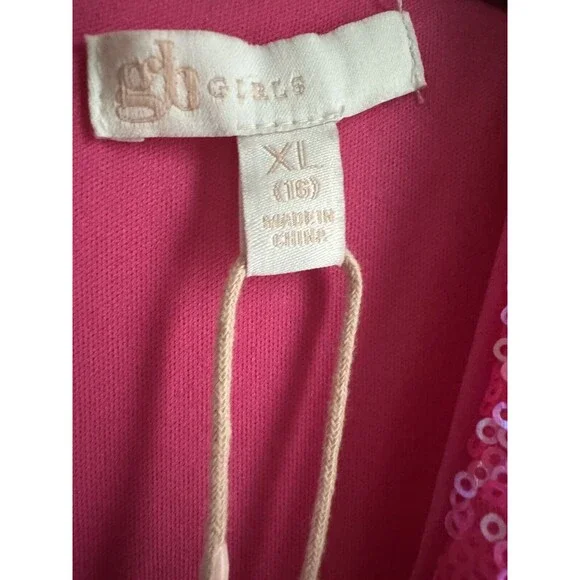 gb GIRLS
XL
(16)
MADE IN
CHINA